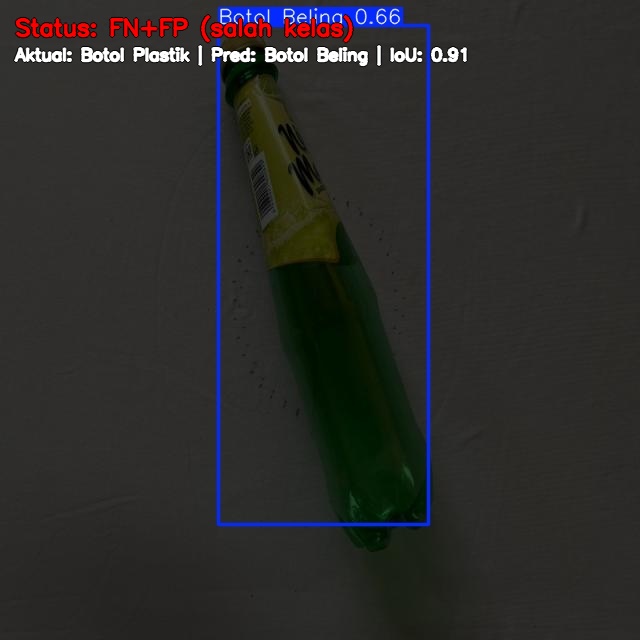 Botol Beling 0.66
Status: FN+FP (salah kelas)
Aktual: Botol Plastik | Pred: Botol Beling | IoU: 0.91